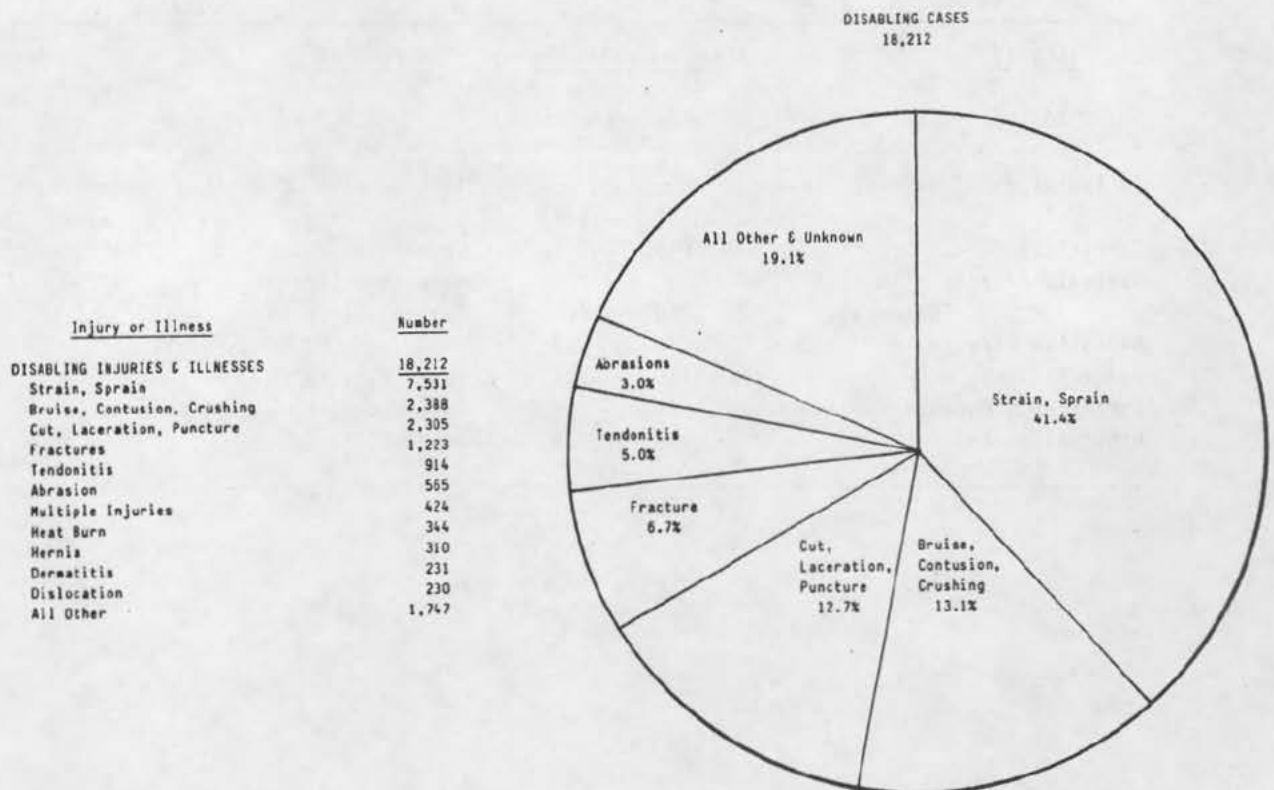 DISABLING CASES
18,212
All Other & Unknown
19.1%
Abrasions
3.0%
Tendonitis
5.0%
Fracture
6.7%
Cut,
Laceration,
Puncture
12.7%
Bruise,
Contusion,
Crushing
13.1%
Strain, Sprain
41.4%
Injury or Illness Number
DISABLING INJURIES & ILLNESSES 18,212
Strain, Sprain 7,531
Bruise, Contusion, Crushing 2,388
Cut, Laceration, Puncture 2,305
Fractures 1,223
Tendonitis 914
Abrasion 565
Multiple Injuries 424
Heat Burn 344
Hernia 310
Dermatitis 231
Dislocation 230
All Other 1,747